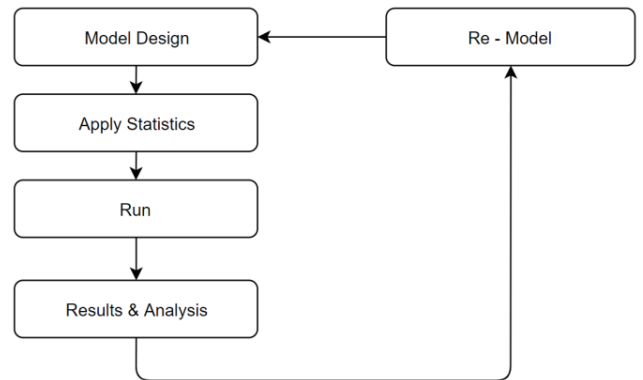 Model Design
Re - Model
Apply Statistics
Run
Results & Analysis